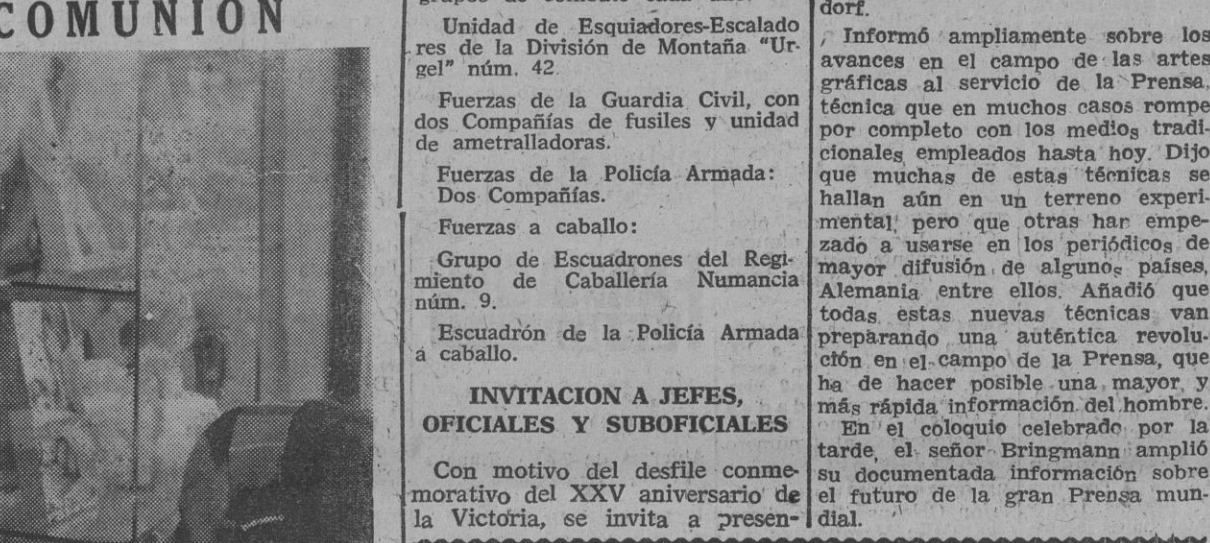 COMUNION
Unidad de Esquiadores-Escalado
res de la División de Montaña "Ur-
gel" núm. 42.
Fuerzas de la Guardia Civil, con
dos Compañías de fusiles y unidad
de ametralladoras.
Fuerzas de la Policía Armada:
Dos Compañías.
Fuerzas a caballo:
Grupo de Escuadrones del Regi-
miento de Caballería Numancia
núm. 9.
Escuadrón de la Policía Armada
a caballo.
INVITACION A JEFES,
OFICIALES Y SUBOFICIALES
Con motivo del desfile conme-
morativo del XXV aniversario de
la Victoria, se invita a presen-
dorf.
Informó ampliamente sobre los
avances en el campo de las artes
gráficas al servicio de la Prensa,
técnica que en muchos casos rompe
por completo con los medios tradi-
cionales empleados hasta hoy. Dijo
que muchas de estas técnicas se
hallan aún en un terreno experi-
mental, pero que otras han empe-
zado a usarse en los periódicos de
mayor difusión de algunos países,
Alemania entre ellos. Añadió que
todas estas nuevas técnicas van
preparando una auténtica revolu-
ción en el campo de la Prensa, que
ha de hacer posible una mayor y
más rápida información del hombre.
En el coloquio celebrado por la
tarde, el señor Bringmann amplió
su documentada información sobre
el futuro de la gran Prensa mun-
dial.